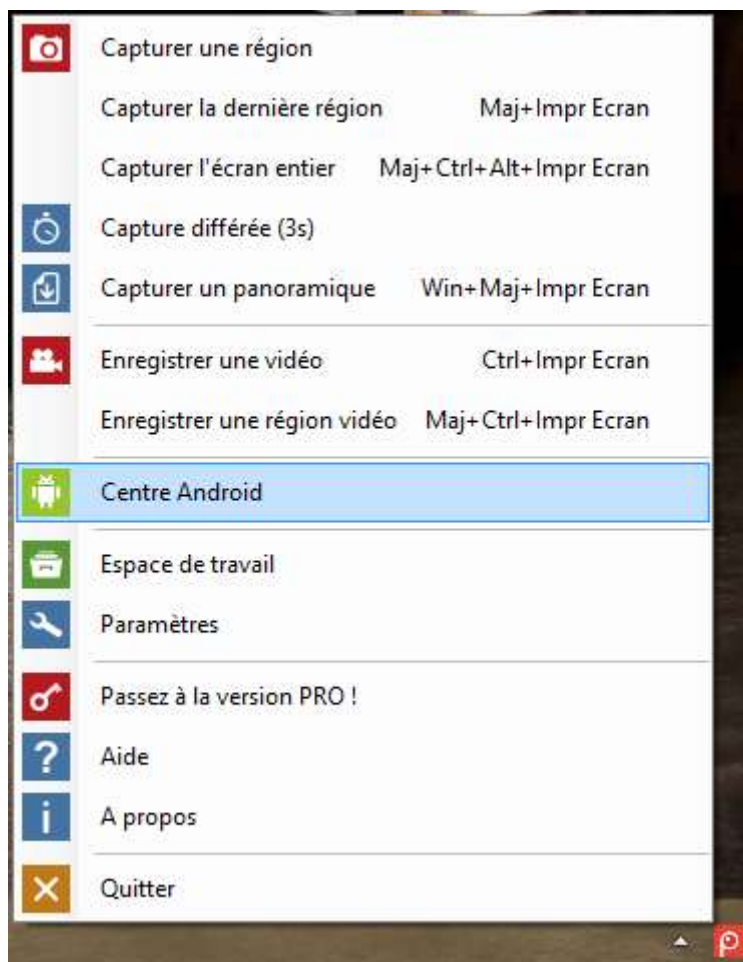 Capturer une région
Capturer la dernière région Maj+Impr Ecran
Capturer l'écran entier Maj+Ctrl+Alt+Impr Ecran
Capture différée (3s)
Capturer un panoramique Win+Maj+Impr Ecran
Enregistrer une vidéo Ctrl+Impr Ecran
Enregistrer une région vidéo Maj+Ctrl+Impr Ecran
Centre Android
Espace de travail
Paramètres
Passez à la version PRO !
Aide
A propos
Quitter